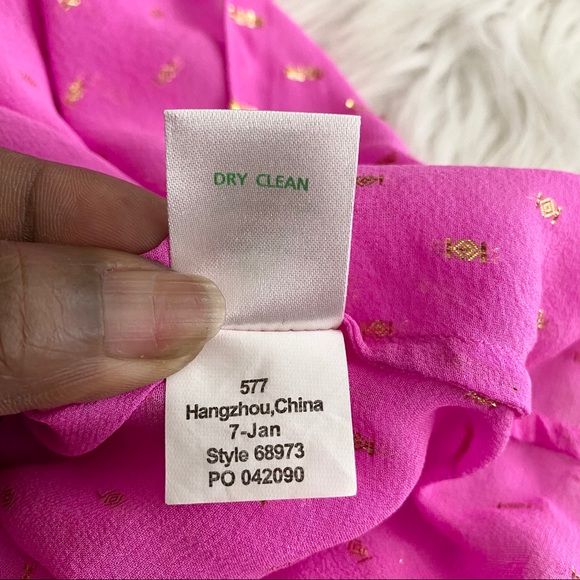 DRY CLEAN
577
Hangzhou,China
7-Jan
Style 68973
PO 042090